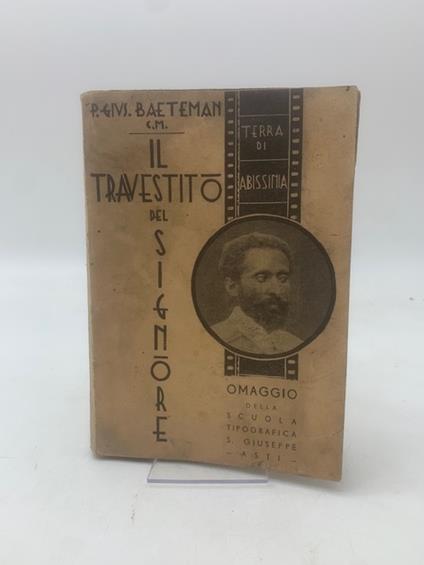 P. GIUS. BAETEMAN
C.M.
IL
TRAVESTITO
DEL
SIGNORE
TERRA
DI
ABISSINIA
OMAGGIO
DELLA
SCUOLA
TIPOGRAFICA
S. GIUSEPPE
— ASTI —